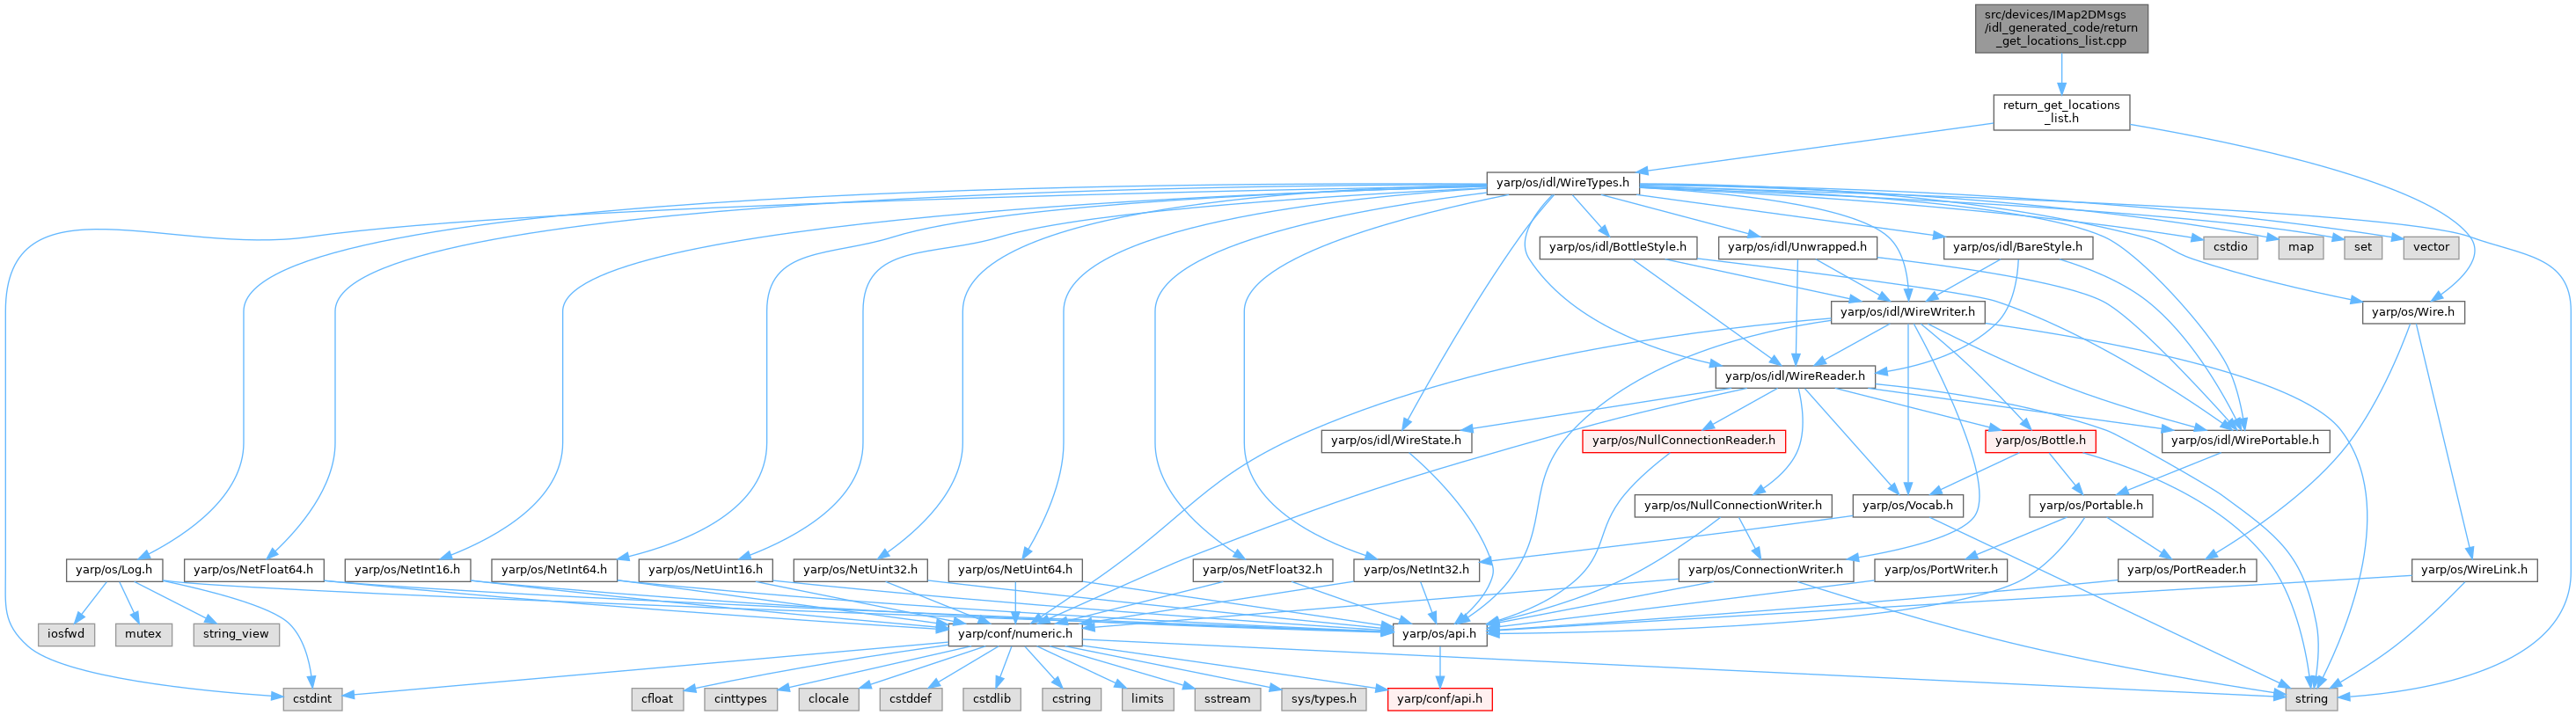 src/devices/IMap2DMsgs
/idl_generated_code/return
_get_locations_list.cpp
return_get_locations
_list.h
yarp/os/idl/WireTypes.h
yarp/os/idl/BottleStyle.h
yarp/os/idl/Unwrapped.h
yarp/os/idl/BareStyle.h
cstdio
map
set
vector
yarp/os/idl/WireWriter.h
yarp/os/Wire.h
yarp/os/idl/WireReader.h
yarp/os/idl/WireState.h
yarp/os/NullConnectionReader.h
yarp/os/Bottle.h
yarp/os/idl/WirePortable.h
yarp/os/NullConnectionWriter.h
yarp/os/Vocab.h
yarp/os/Portable.h
yarp/os/Log.h
yarp/os/NetFloat64.h
yarp/os/NetInt16.h
yarp/os/NetInt64.h
yarp/os/NetUint16.h
yarp/os/NetUint32.h
yarp/os/NetUint64.h
yarp/os/NetFloat32.h
yarp/os/NetInt32.h
yarp/os/ConnectionWriter.h
yarp/os/PortWriter.h
yarp/os/PortReader.h
yarp/os/WireLink.h
iosfwd
mutex
string_view
yarp/conf/numeric.h
yarp/os/api.h
cstdint
cfloat
cinttypes
clocale
cstddef
cstdlib
cstring
limits
sstream
sys/types.h
yarp/conf/api.h
string